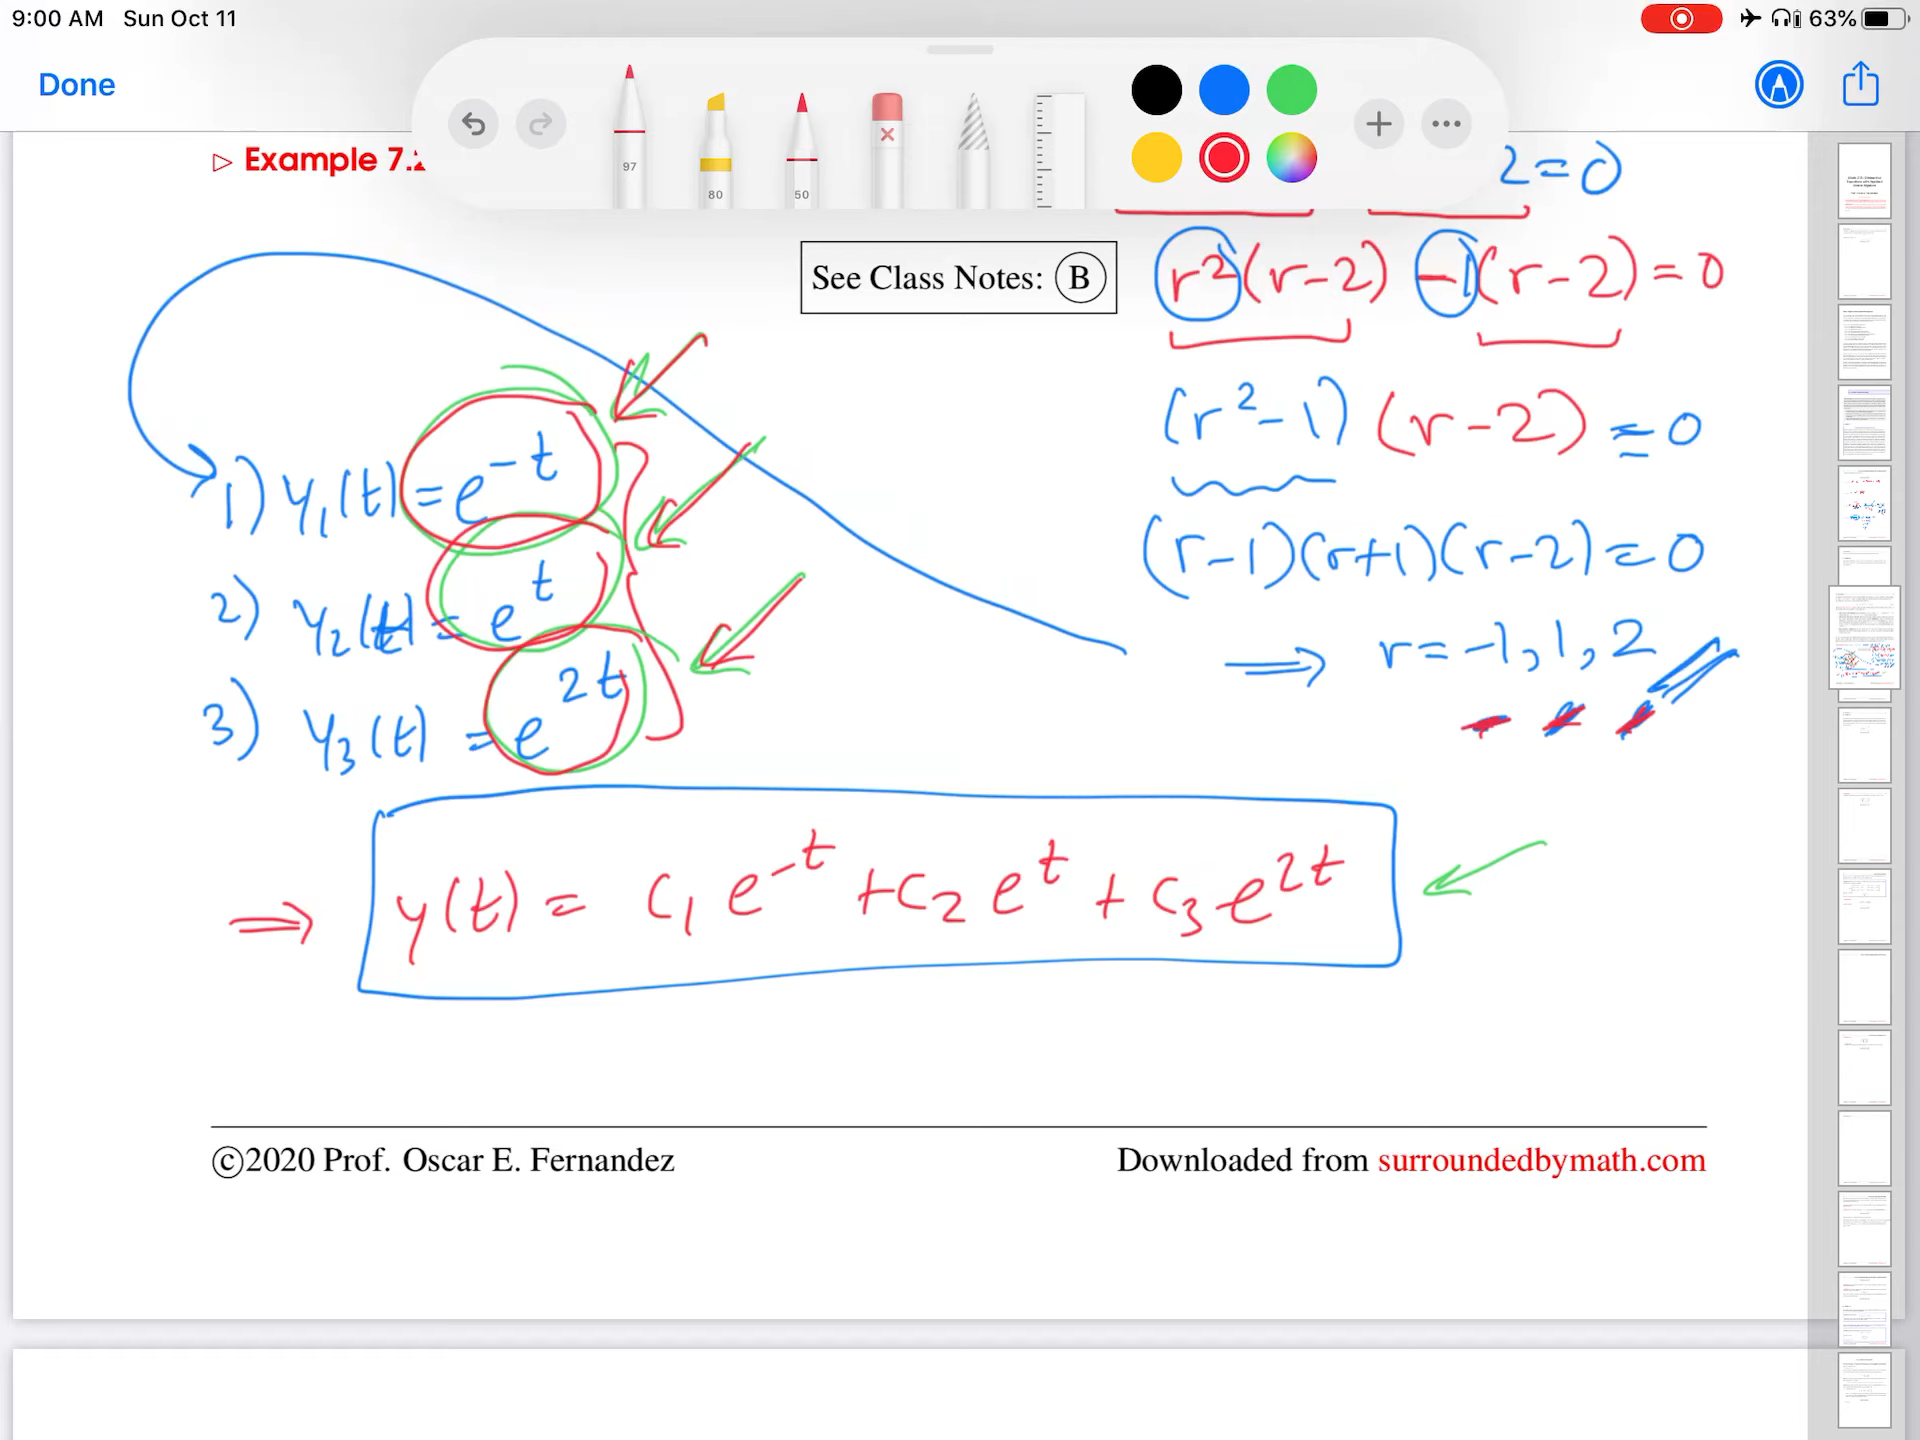 9:00 AM Sun Oct 11
63%
Done
97
80
50
▷ Example 7.
2=0
See Class Notes: Ⓑ
r²(r-2) -1(r-2)=0
(r²-1)(r-2)=0
(r-1)(r+1)(r-2)=0
⇒ r=-1,1,2
1) y₁(t)=e^{-t}
2) y₂(t)=e^{t}
3) y₃(t)=e^{2t}
⇒ y(t)= c₁e^{-t}+c₂e^{t}+c₃e^{2t}
©2020 Prof. Oscar E. Fernandez
Downloaded from surroundedbymath.com